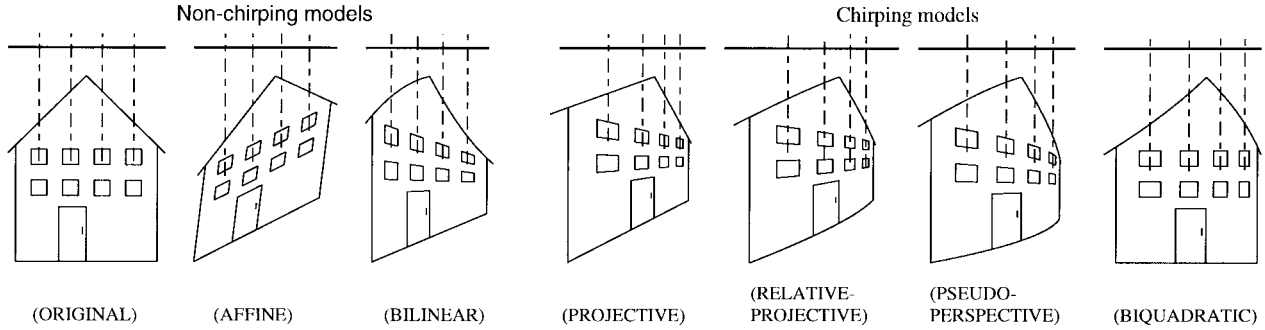 Non-chirping models
Chirping models
(ORIGINAL)
(AFFINE)
(BILINEAR)
(PROJECTIVE)
(RELATIVE-
PROJECTIVE)
(PSEUDO-
PERSPECTIVE)
(BIQUADRATIC)